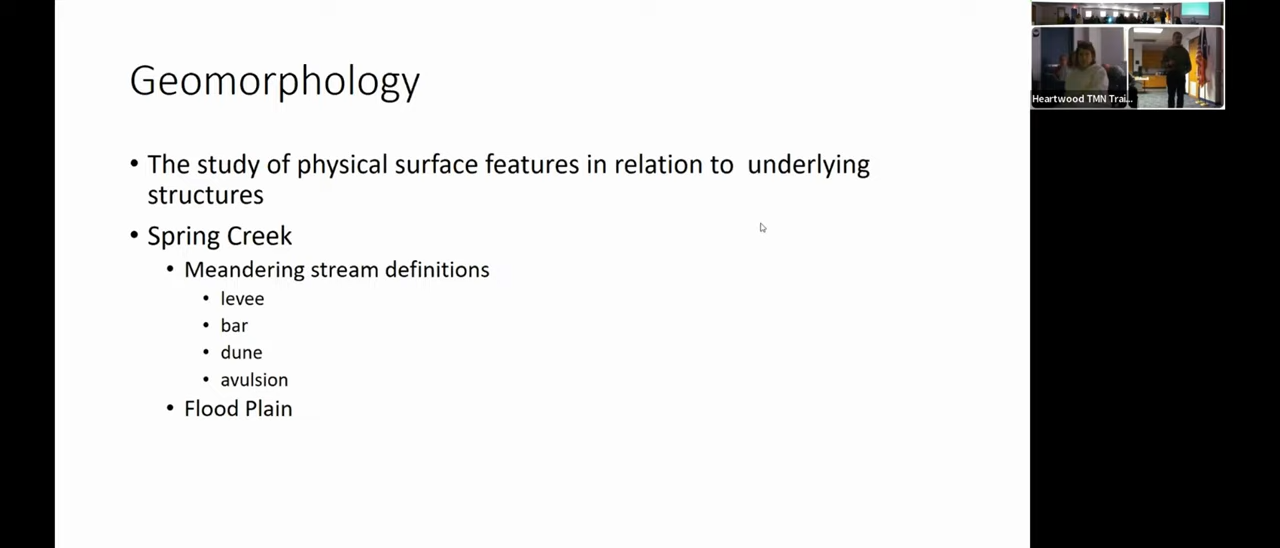 Geomorphology
• The study of physical surface features in relation to underlying
structures
• Spring Creek
• Meandering stream definitions
• levee
• bar
• dune
• avulsion
• Flood Plain
Heartwood TMN Trai...